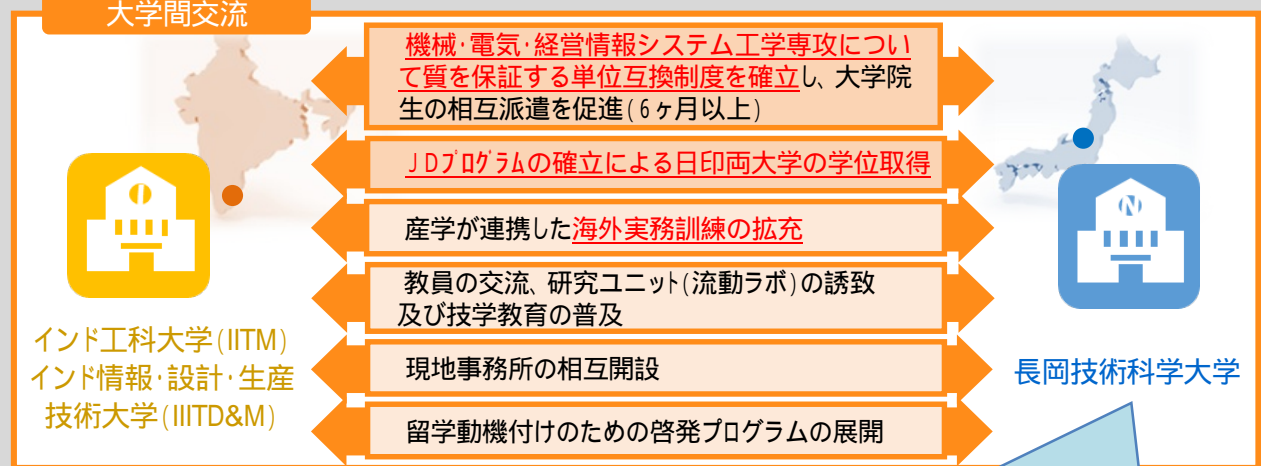 大学間交流
機械･電気･経営情報システム工学専攻につい
て質を保証する単位互換制度を確立し、大学院
生の相互派遣を促進(6ヶ月以上)
JDﾌﾟﾛｸﾞﾗﾑの確立による日印両大学の学位取得
産学が連携した海外実務訓練の拡充
教員の交流、研究ユニット(流動ラボ)の誘致
及び技学教育の普及
現地事務所の相互開設
留学動機付けのための啓発プログラムの展開
I
インド工科大学(IITM)
インド情報･設計･生産
技術大学(IIITD&M)
N
長岡技術科学大学